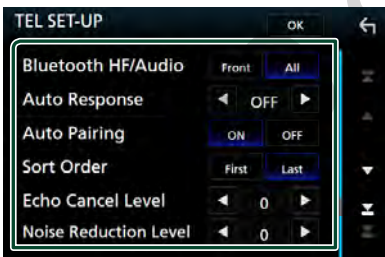 TEL SET-UP OK
Bluetooth HF/Audio Front All
Auto Response OFF
Auto Pairing ON OFF
Sort Order First Last
Echo Cancel Level 0
Noise Reduction Level 0